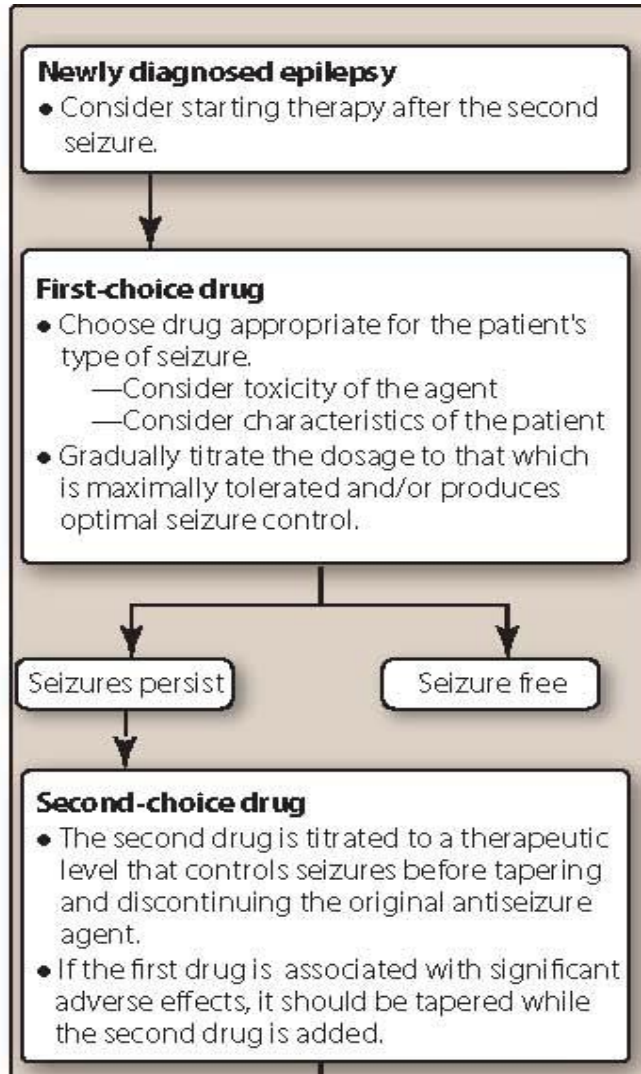 Newly diagnosed epilepsy
• Consider starting therapy after the second
seizure.
First-choice drug
• Choose drug appropriate for the patient's
type of seizure.
—Consider toxicity of the agent
—Consider characteristics of the patient
• Gradually titrate the dosage to that which
is maximally tolerated and/or produces
optimal seizure control.
Seizures persist
Seizure free
Second-choice drug
• The second drug is titrated to a therapeutic
level that controls seizures before tapering
and discontinuing the original antiseizure
agent.
• If the first drug is associated with significant
adverse effects, it should be tapered while
the second drug is added.